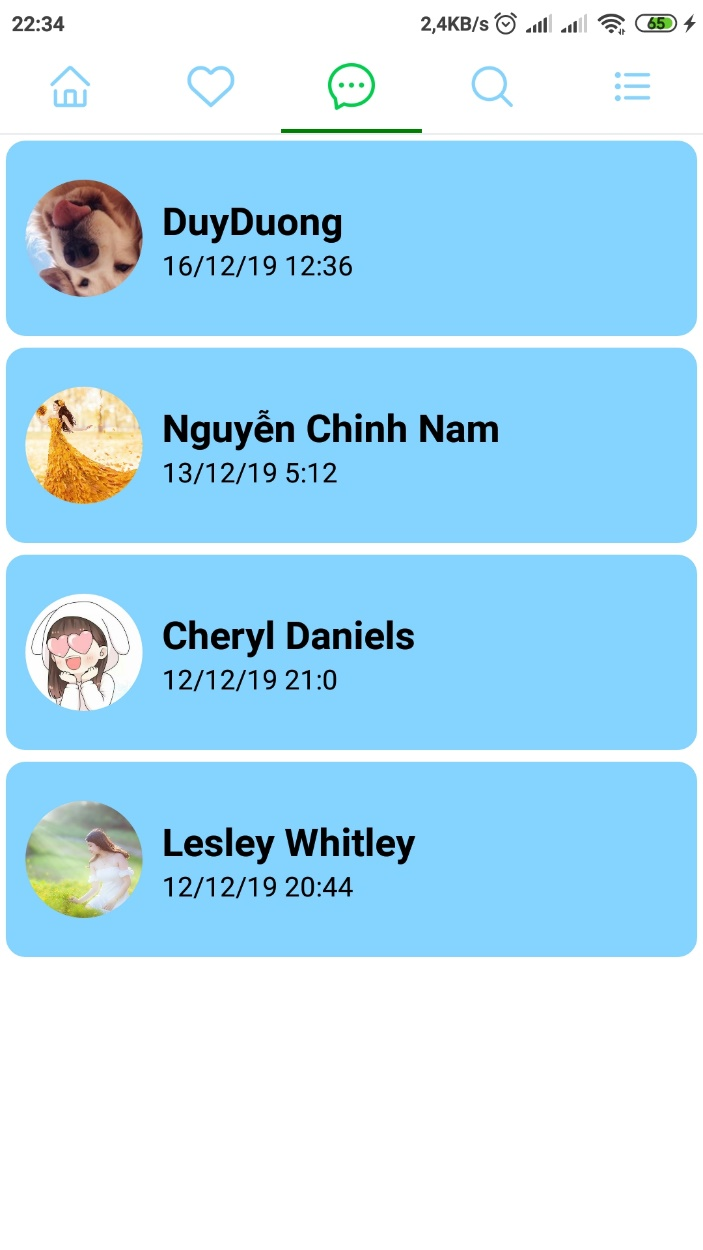 22:34 2,4KB/s 65
DuyDuong
16/12/19 12:36
Nguyễn Chinh Nam
13/12/19 5:12
Cheryl Daniels
12/12/19 21:0
Lesley Whitley
12/12/19 20:44